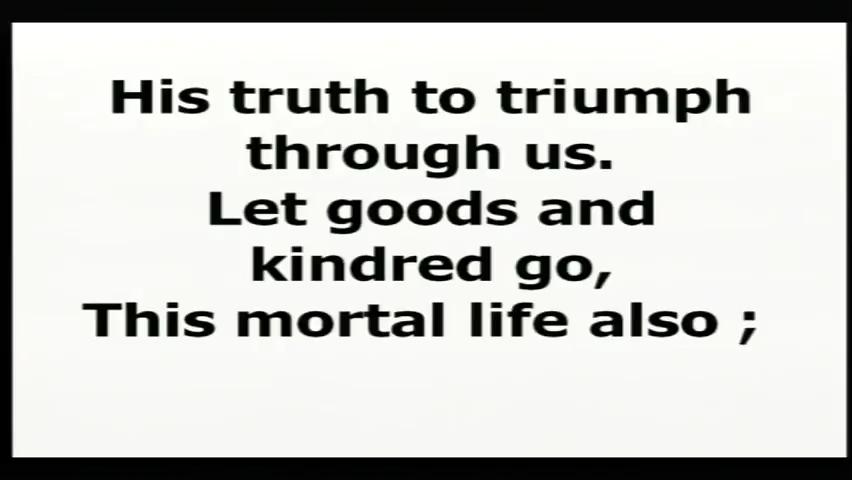 His truth to triumph
through us.
Let goods and
kindred go,
This mortal life also ;